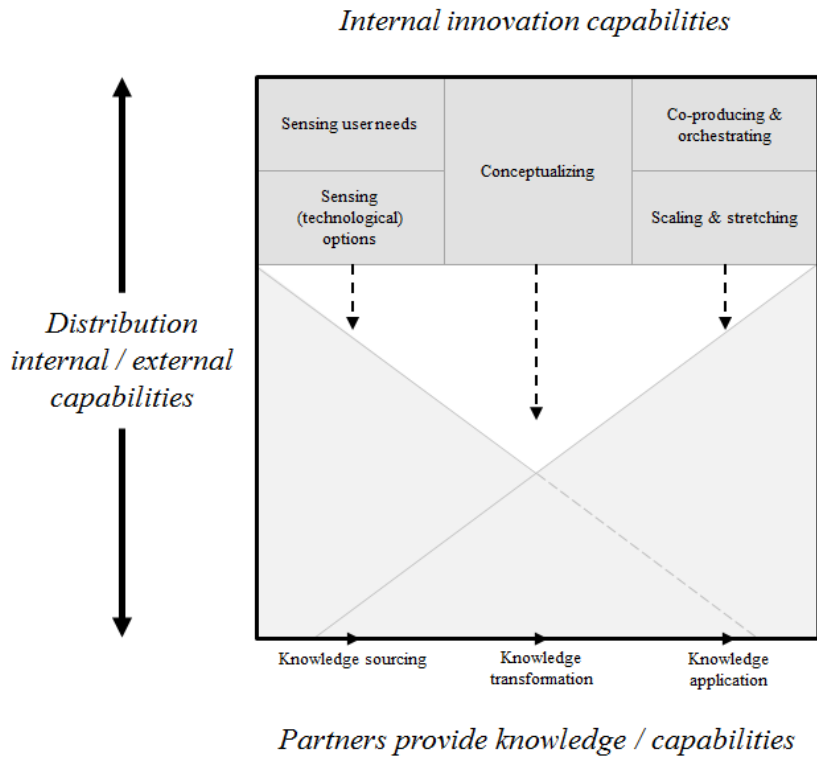 Internal innovation capabilities
Sensing user needs
Sensing
(technological)
options
Conceptualizing
Co-producing &
orchestrating
Scaling & stretching
Distribution
internal / external
capabilities
Knowledge sourcing
Knowledge
transformation
Knowledge
application
Partners provide knowledge / capabilities